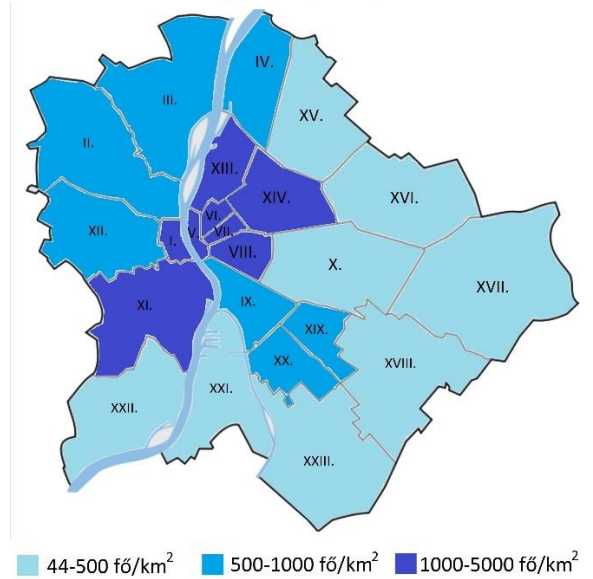 IV.
III.
XV.
II.
XIII.
XIV.
XVI.
XII.
I.
V.
VI.
VII.
VIII.
X.
XVII.
XI.
IX.
XIX.
XX.
XVIII.
XXII.
XXI.
XXIII.
44-500 fő/km²
500-1000 fő/km²
1000-5000 fő/km²